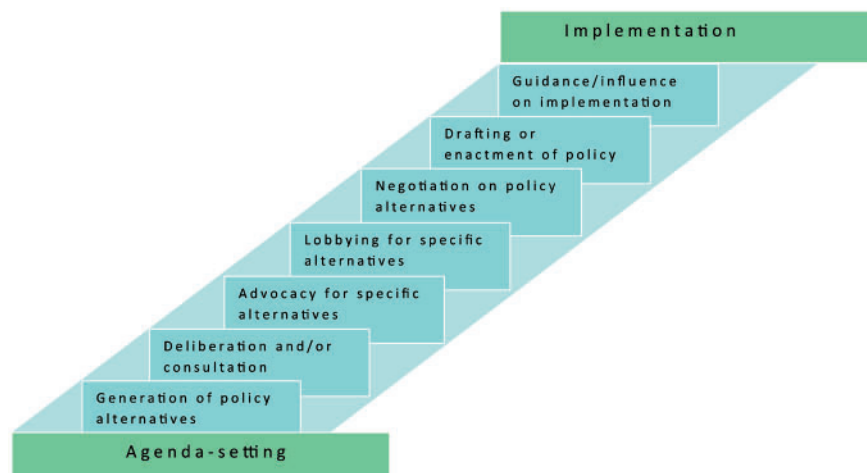 Implementation
Guidance/influence
on implementation
Drafting or
enactment of policy
Negotiation on policy
alternatives
Lobbying for specific
alternatives
Advocacy for specific
alternatives
Deliberation and/or
consultation
Generation of policy
alternatives
Agenda-setting